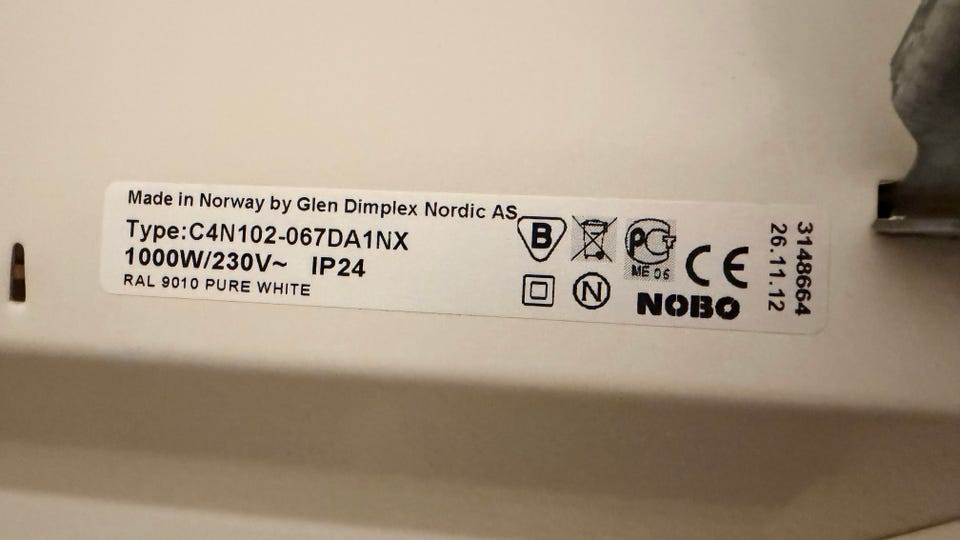 Made in Norway by Glen Dimplex Nordic AS
Type:C4N102-067DA1NX
1000W/230V~ IP24
RAL 9010 PURE WHITE
B
PG
ME 06
CE
N
NOBO
3148664
26.11.12